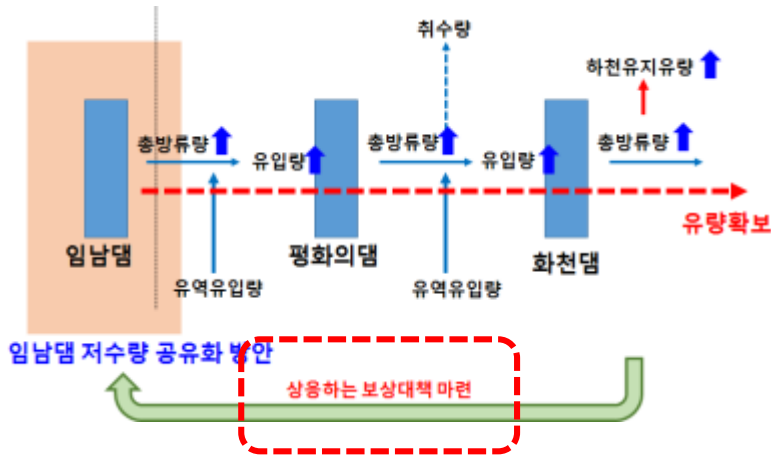 취수량
하천유지유량
총방류량
유입량
총방류량
유입량
총방류량
유량확보
임남댐
평화의댐
화천댐
유역유입량
유역유입량
임남댐 저수량 공유화 방안
상응하는 보상대책 마련